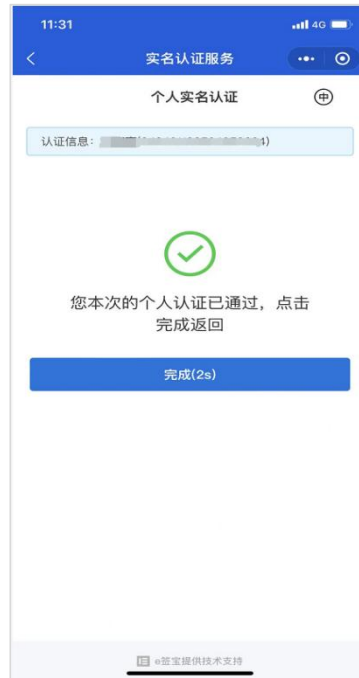 11:31
4G
实名认证服务
个人实名认证
中
认证信息：
4)
您本次的个人认证已通过，点击
完成返回
完成(2s)
e签宝提供技术支持